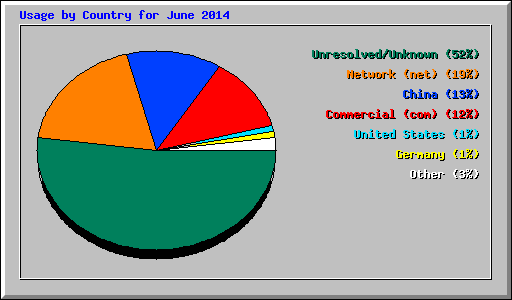 Usage by Country for June 2014
Unresolved/Unknown (52%)
Network (net) (19%)
China (13%)
Commercial (com) (12%)
United States (1%)
Germany (1%)
Other (3%)